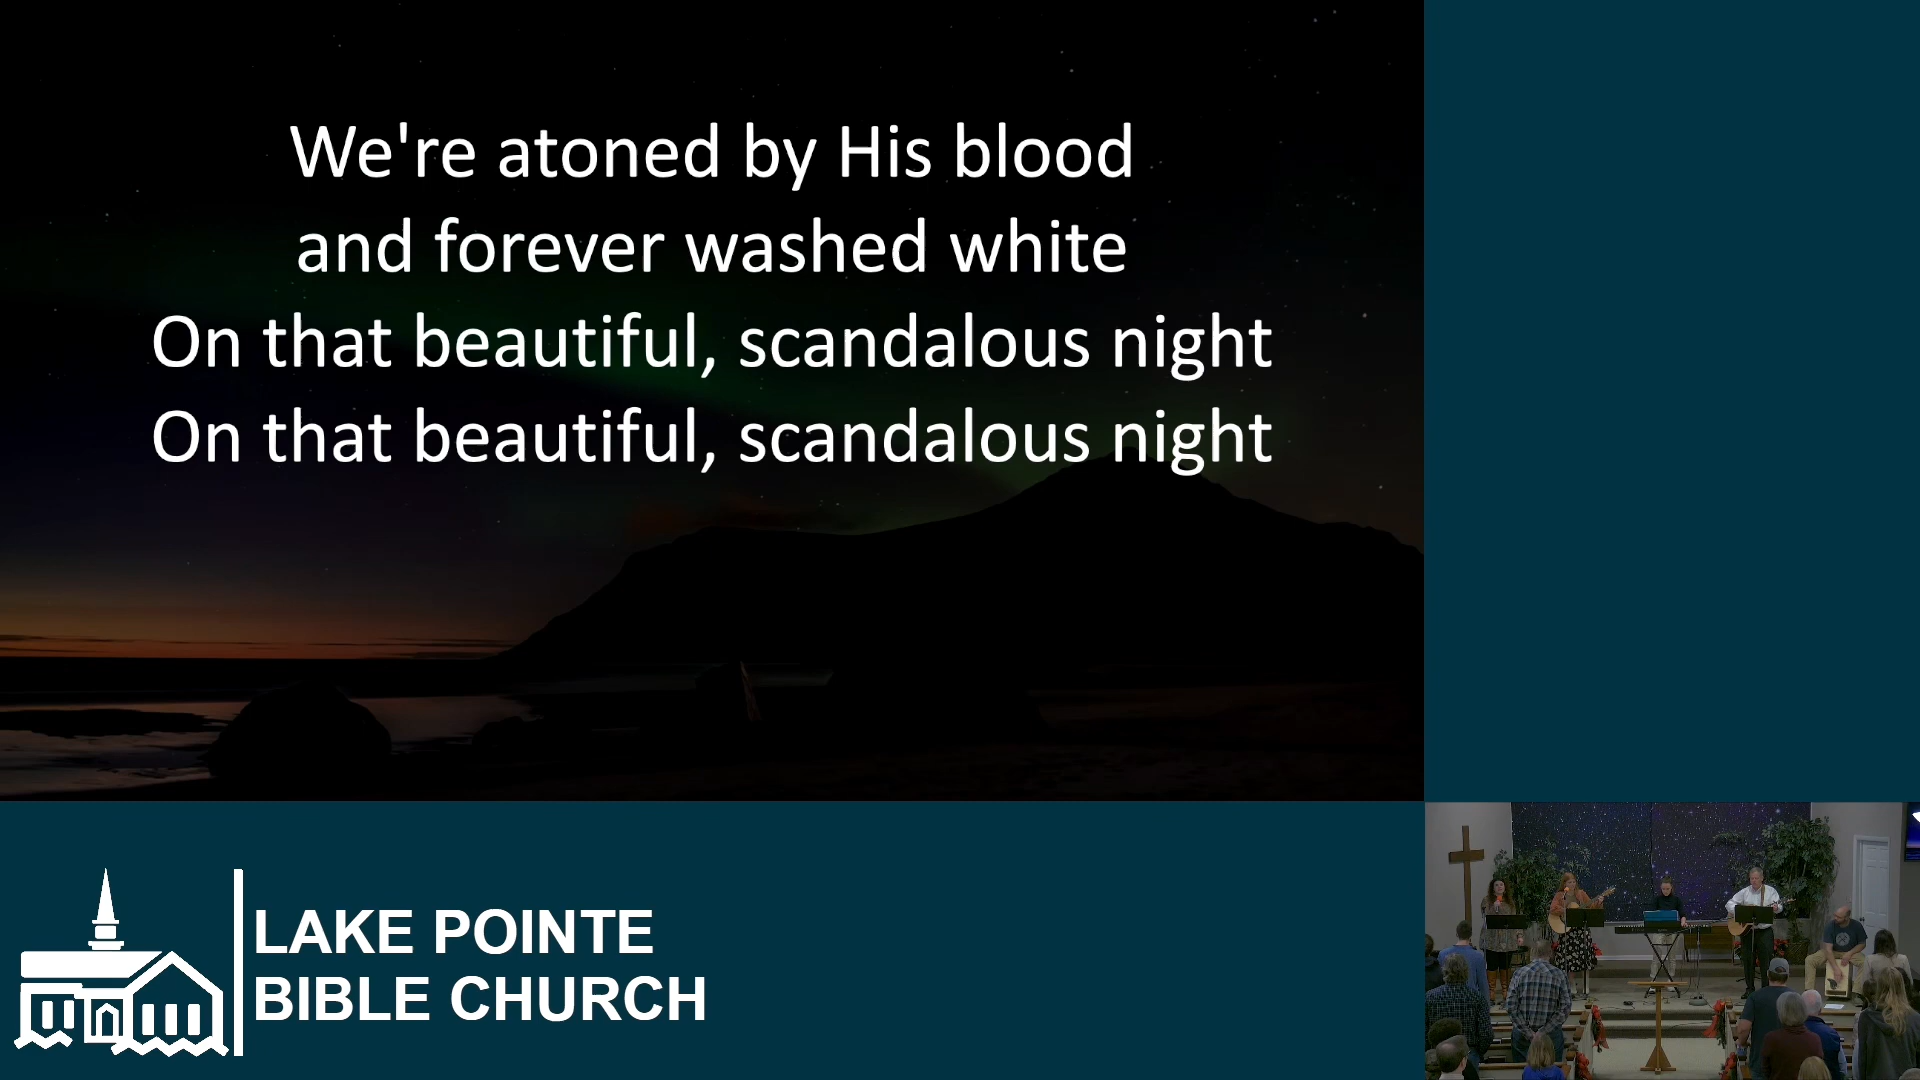 We're atoned by His blood
and forever washed white
On that beautiful, scandalous night
On that beautiful, scandalous night
LAKE POINTE
BIBLE CHURCH